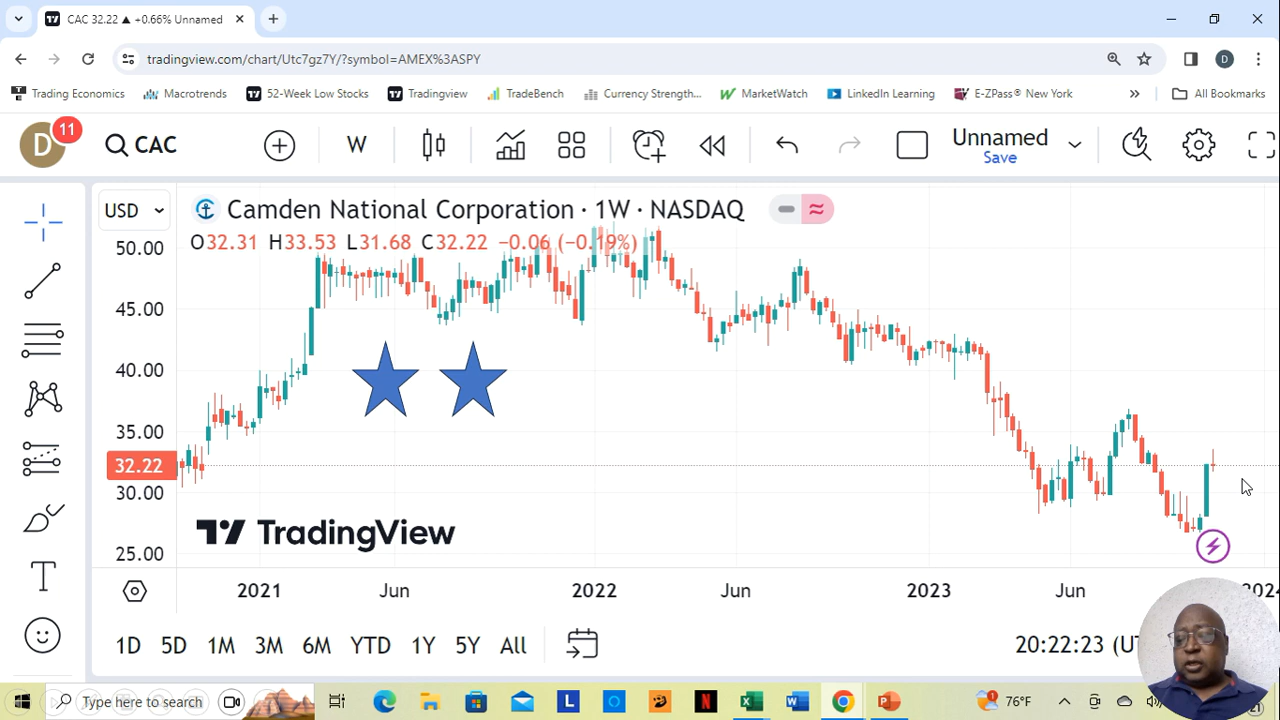 CAC 32.22 ▲ +0.66% Unnamed
tradingview.com/chart/Utc7gz7Y/?symbol=AMEX%3ASPY
D
Trading Economics
Macrotrends
52-Week Low Stocks
Tradingview
TradeBench
Currency Strength...
MarketWatch
LinkedIn Learning
E-ZPass® New York
All Bookmarks
D
11
CAC
W
Unnamed
Save
USD
Camden National Corporation · 1W · NASDAQ
O32.31 H33.53 L31.68 C32.22 −0.06 (−0.19%)
50.00
45.00
40.00
35.00
32.22
30.00
25.00
TradingView
2021 Jun 2022 Jun 2023 Jun
1D 5D 1M 3M 6M YTD 1Y 5Y All
20:22:23
Type here to search
76°F